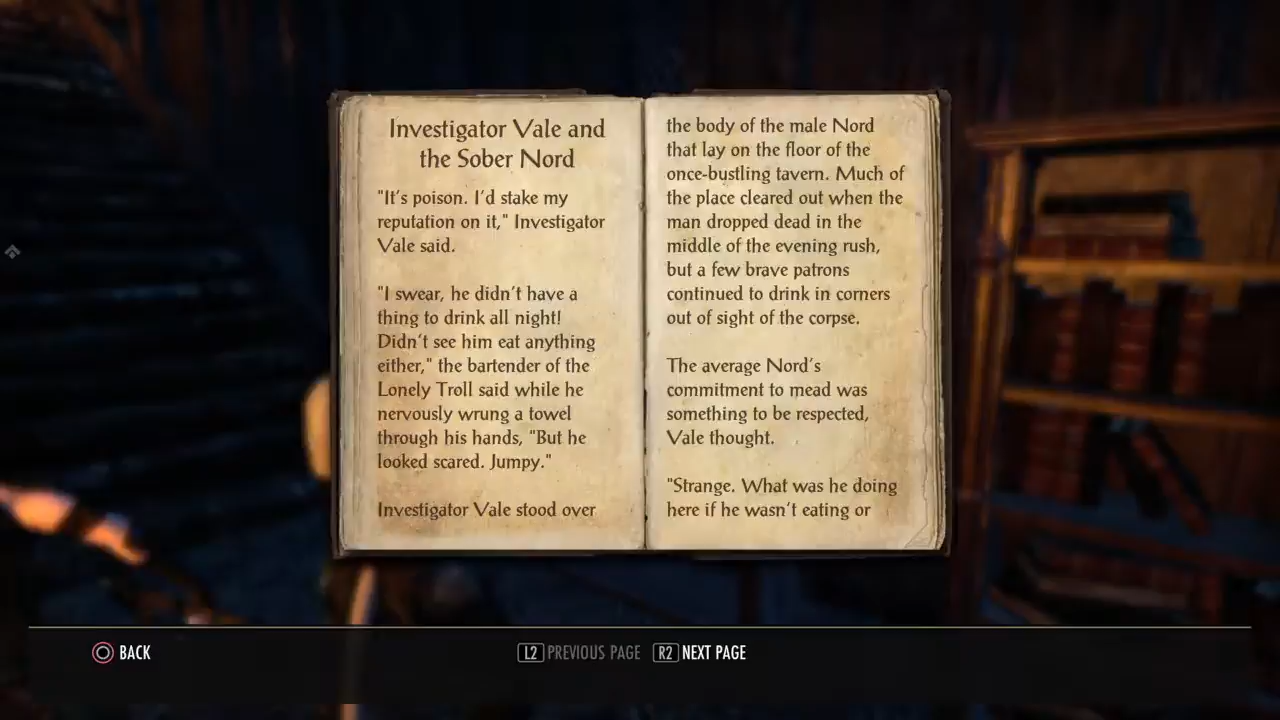 Investigator Vale and
the Sober Nord
"It's poison. I'd stake my
reputation on it," Investigator
Vale said.
"I swear, he didn't have a
thing to drink all night!
Didn't see him eat anything
either," the bartender of the
Lonely Troll said while he
nervously wrung a towel
through his hands, "But he
looked scared. Jumpy."
Investigator Vale stood over
the body of the male Nord
that lay on the floor of the
once-bustling tavern. Much of
the place cleared out when the
man dropped dead in the
middle of the evening rush,
but a few brave patrons
continued to drink in corners
out of sight of the corpse.
The average Nord's
commitment to mead was
something to be respected,
Vale thought.
"Strange. What was he doing
here if he wasn't eating or
BACK
L2 PREVIOUS PAGE R2 NEXT PAGE